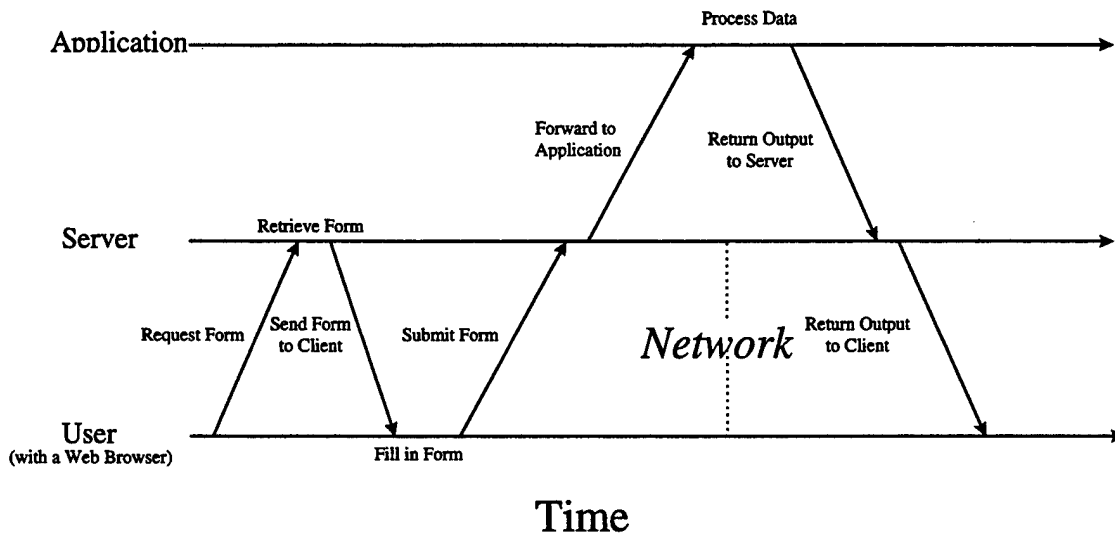 Process Data
Application
Forward to
Application
Return Output
to Server
Retrieve Form
Server
Request Form
Send Form
to Client
Submit Form
Network
Return Output
to Client
User
(with a Web Browser)
Fill in Form
Time